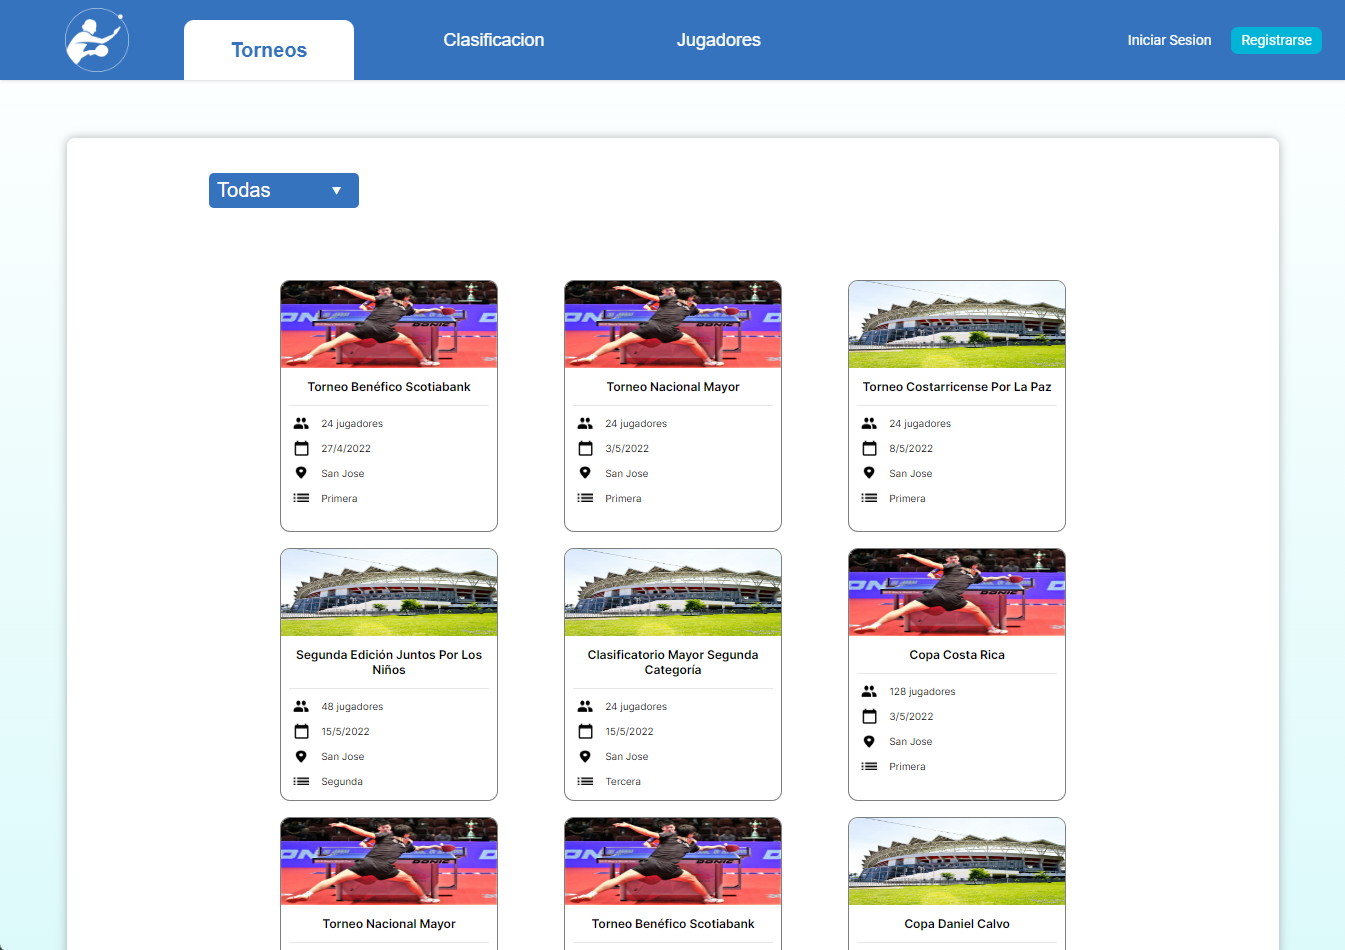 Torneos
Clasificacion
Jugadores
Iniciar Sesion
Registrarse
Todas
Torneo Benéfico Scotiabank
24 jugadores
27/4/2022
San Jose
Primera
Torneo Nacional Mayor
24 jugadores
3/5/2022
San Jose
Primera
Torneo Costarricense Por La Paz
24 jugadores
8/5/2022
San Jose
Primera
Segunda Edición Juntos Por Los
Niños
48 jugadores
15/5/2022
San Jose
Segunda
Clasificatorio Mayor Segunda
Categoría
24 jugadores
15/5/2022
San Jose
Tercera
Copa Costa Rica
128 jugadores
3/5/2022
San Jose
Primera
Torneo Nacional Mayor
Torneo Benéfico Scotiabank
Copa Daniel Calvo